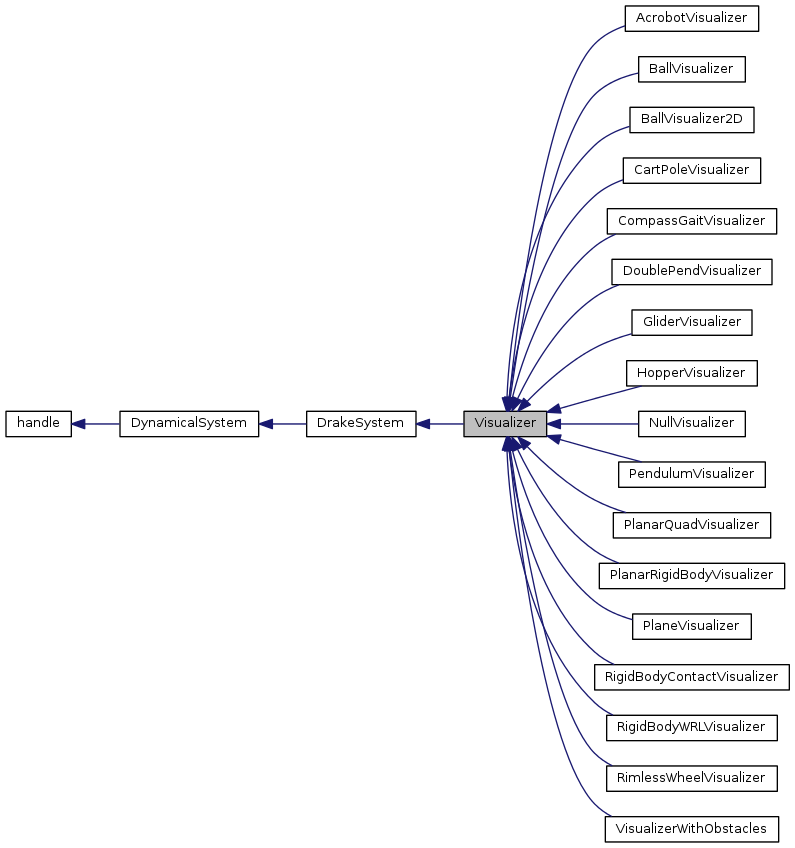 AcrobotVisualizer
BallVisualizer
BallVisualizer2D
CartPoleVisualizer
CompassGaitVisualizer
DoublePendVisualizer
GliderVisualizer
HopperVisualizer
handle
DynamicalSystem
DrakeSystem
Visualizer
NullVisualizer
PendulumVisualizer
PlanarQuadVisualizer
PlanarRigidBodyVisualizer
PlaneVisualizer
RigidBodyContactVisualizer
RigidBodyWRLVisualizer
RimlessWheelVisualizer
VisualizerWithObstacles